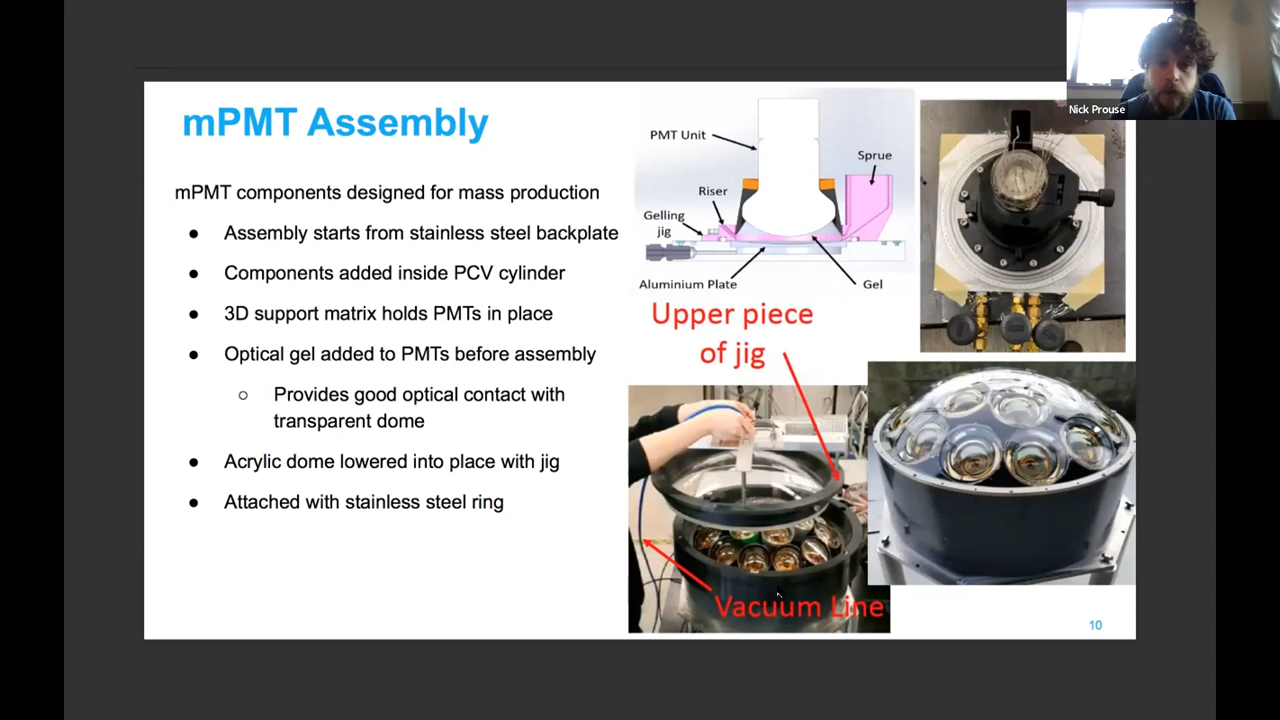 mPMT Assembly
mPMT components designed for mass production
● Assembly starts from stainless steel backplate
● Components added inside PCV cylinder
● 3D support matrix holds PMTs in place
● Optical gel added to PMTs before assembly
○ Provides good optical contact with
transparent dome
● Acrylic dome lowered into place with jig
● Attached with stainless steel ring
PMT Unit
Sprue
Riser
Gelling
jig
Aluminium Plate
Gel
Upper piece
of jig
Vacuum Line
10
Nick Prouse